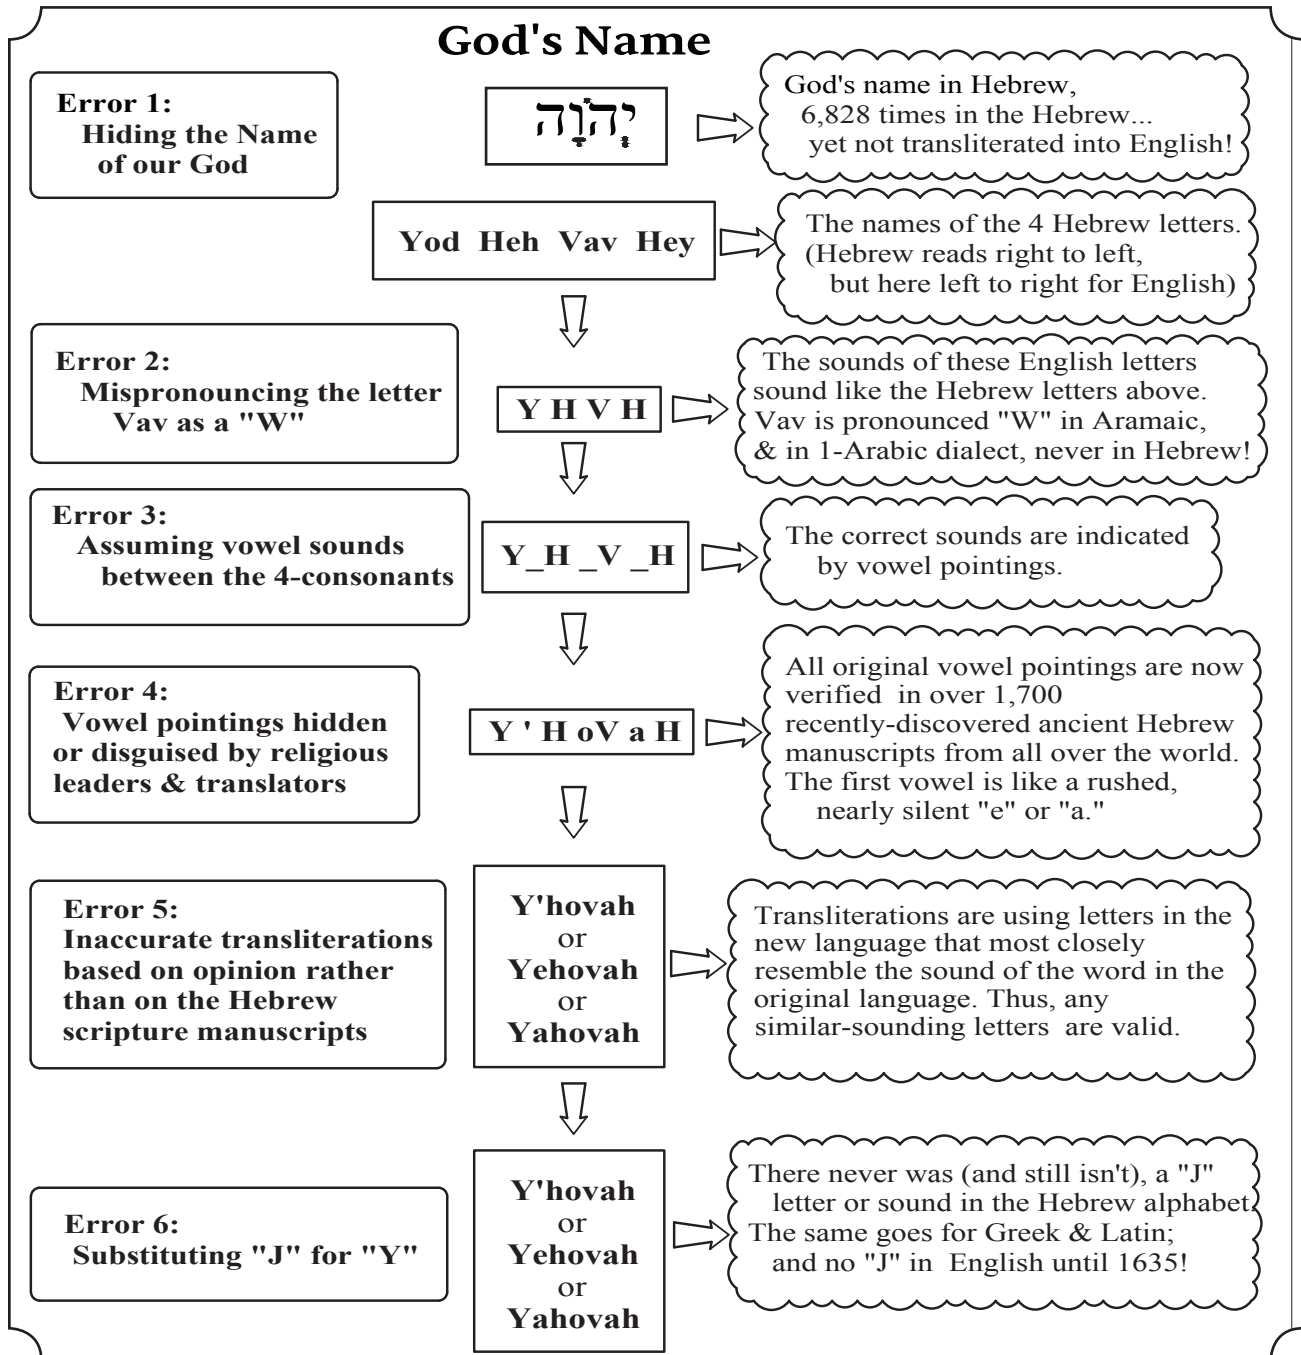 God's Name
Error 1:
Hiding the Name
of our God
יְהֹוָה
God's name in Hebrew,
6,828 times in the Hebrew...
yet not transliterated into English!
Yod Heh Vav Hey
The names of the 4 Hebrew letters.
(Hebrew reads right to left,
but here left to right for English)
Error 2:
Mispronouncing the letter
Vav as a "W"
Y H V H
The sounds of these English letters
sound like the Hebrew letters above.
Vav is pronounced "W" in Aramaic,
& in 1-Arabic dialect, never in Hebrew!
Error 3:
Assuming vowel sounds
between the 4-consonants
Y_H _V _H
The correct sounds are indicated
by vowel pointings.
Error 4:
Vowel pointings hidden
or disguised by religious
leaders & translators
Y ' H oV a H
All original vowel pointings are now
verified in over 1,700
recently-discovered ancient Hebrew
manuscripts from all over the world.
The first vowel is like a rushed,
nearly silent "e" or "a."
Error 5:
Inaccurate transliterations
based on opinion rather
than on the Hebrew
scripture manuscripts
Y'hovah
or
Yehovah
or
Yahovah
Transliterations are using letters in the
new language that most closely
resemble the sound of the word in the
original language. Thus, any
similar-sounding letters are valid.
Error 6:
Substituting "J" for "Y"
Y'hovah
or
Yehovah
or
Yahovah
There never was (and still isn't), a "J"
letter or sound in the Hebrew alphabet.
The same goes for Greek & Latin;
and no "J" in English until 1635!